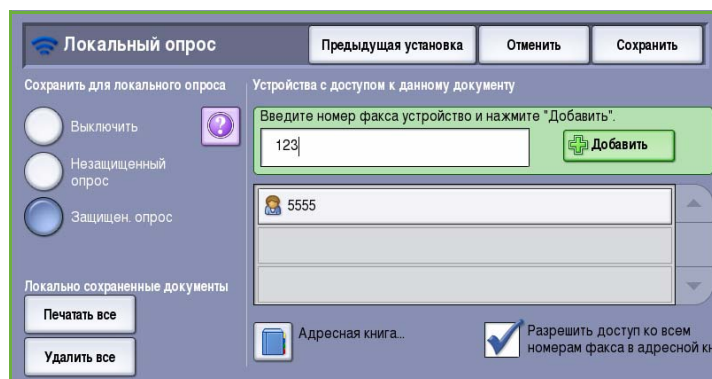 Локальный опрос
Предыдущая установка
Отменить
Сохранить
Сохранить для локального опроса
Выключить
?
Незащищенный
опрос
Защищен. опрос
Локально сохраненные документы
Печатать все
Удалить все
Устройства с доступом к данному документу
Введите номер факса устройство и нажмите "Добавить".
123
Добавить
5555
Адресная книга...
Разрешить доступ ко всем
номерам факса в адресной кн